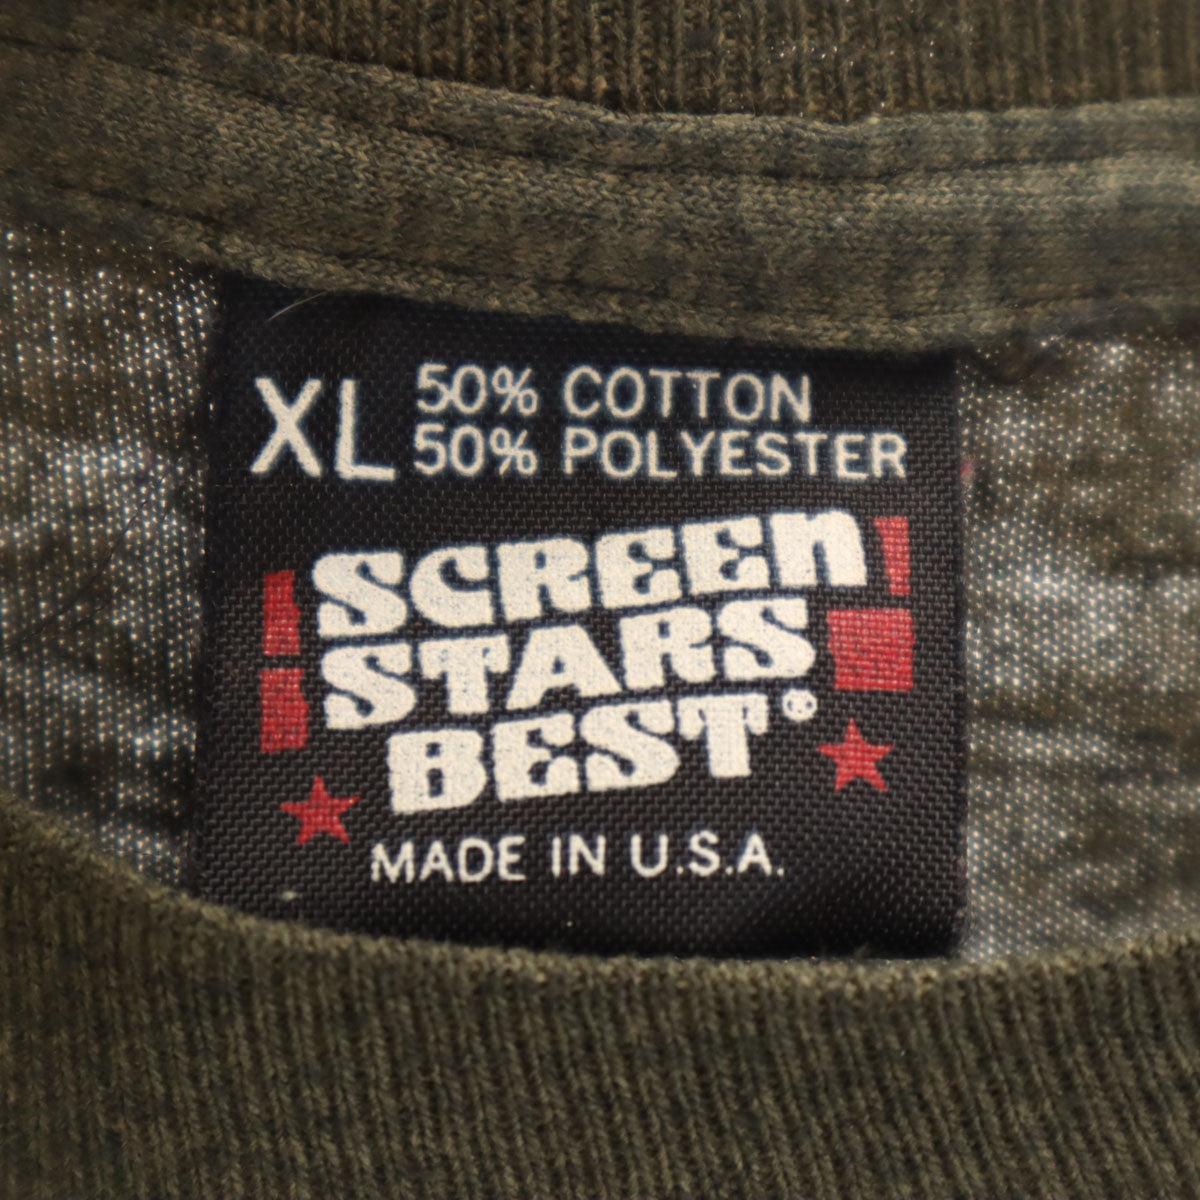 XL 50% COTTON
50% POLYESTER
SCREEN
STARS
BEST®
MADE IN U.S.A.